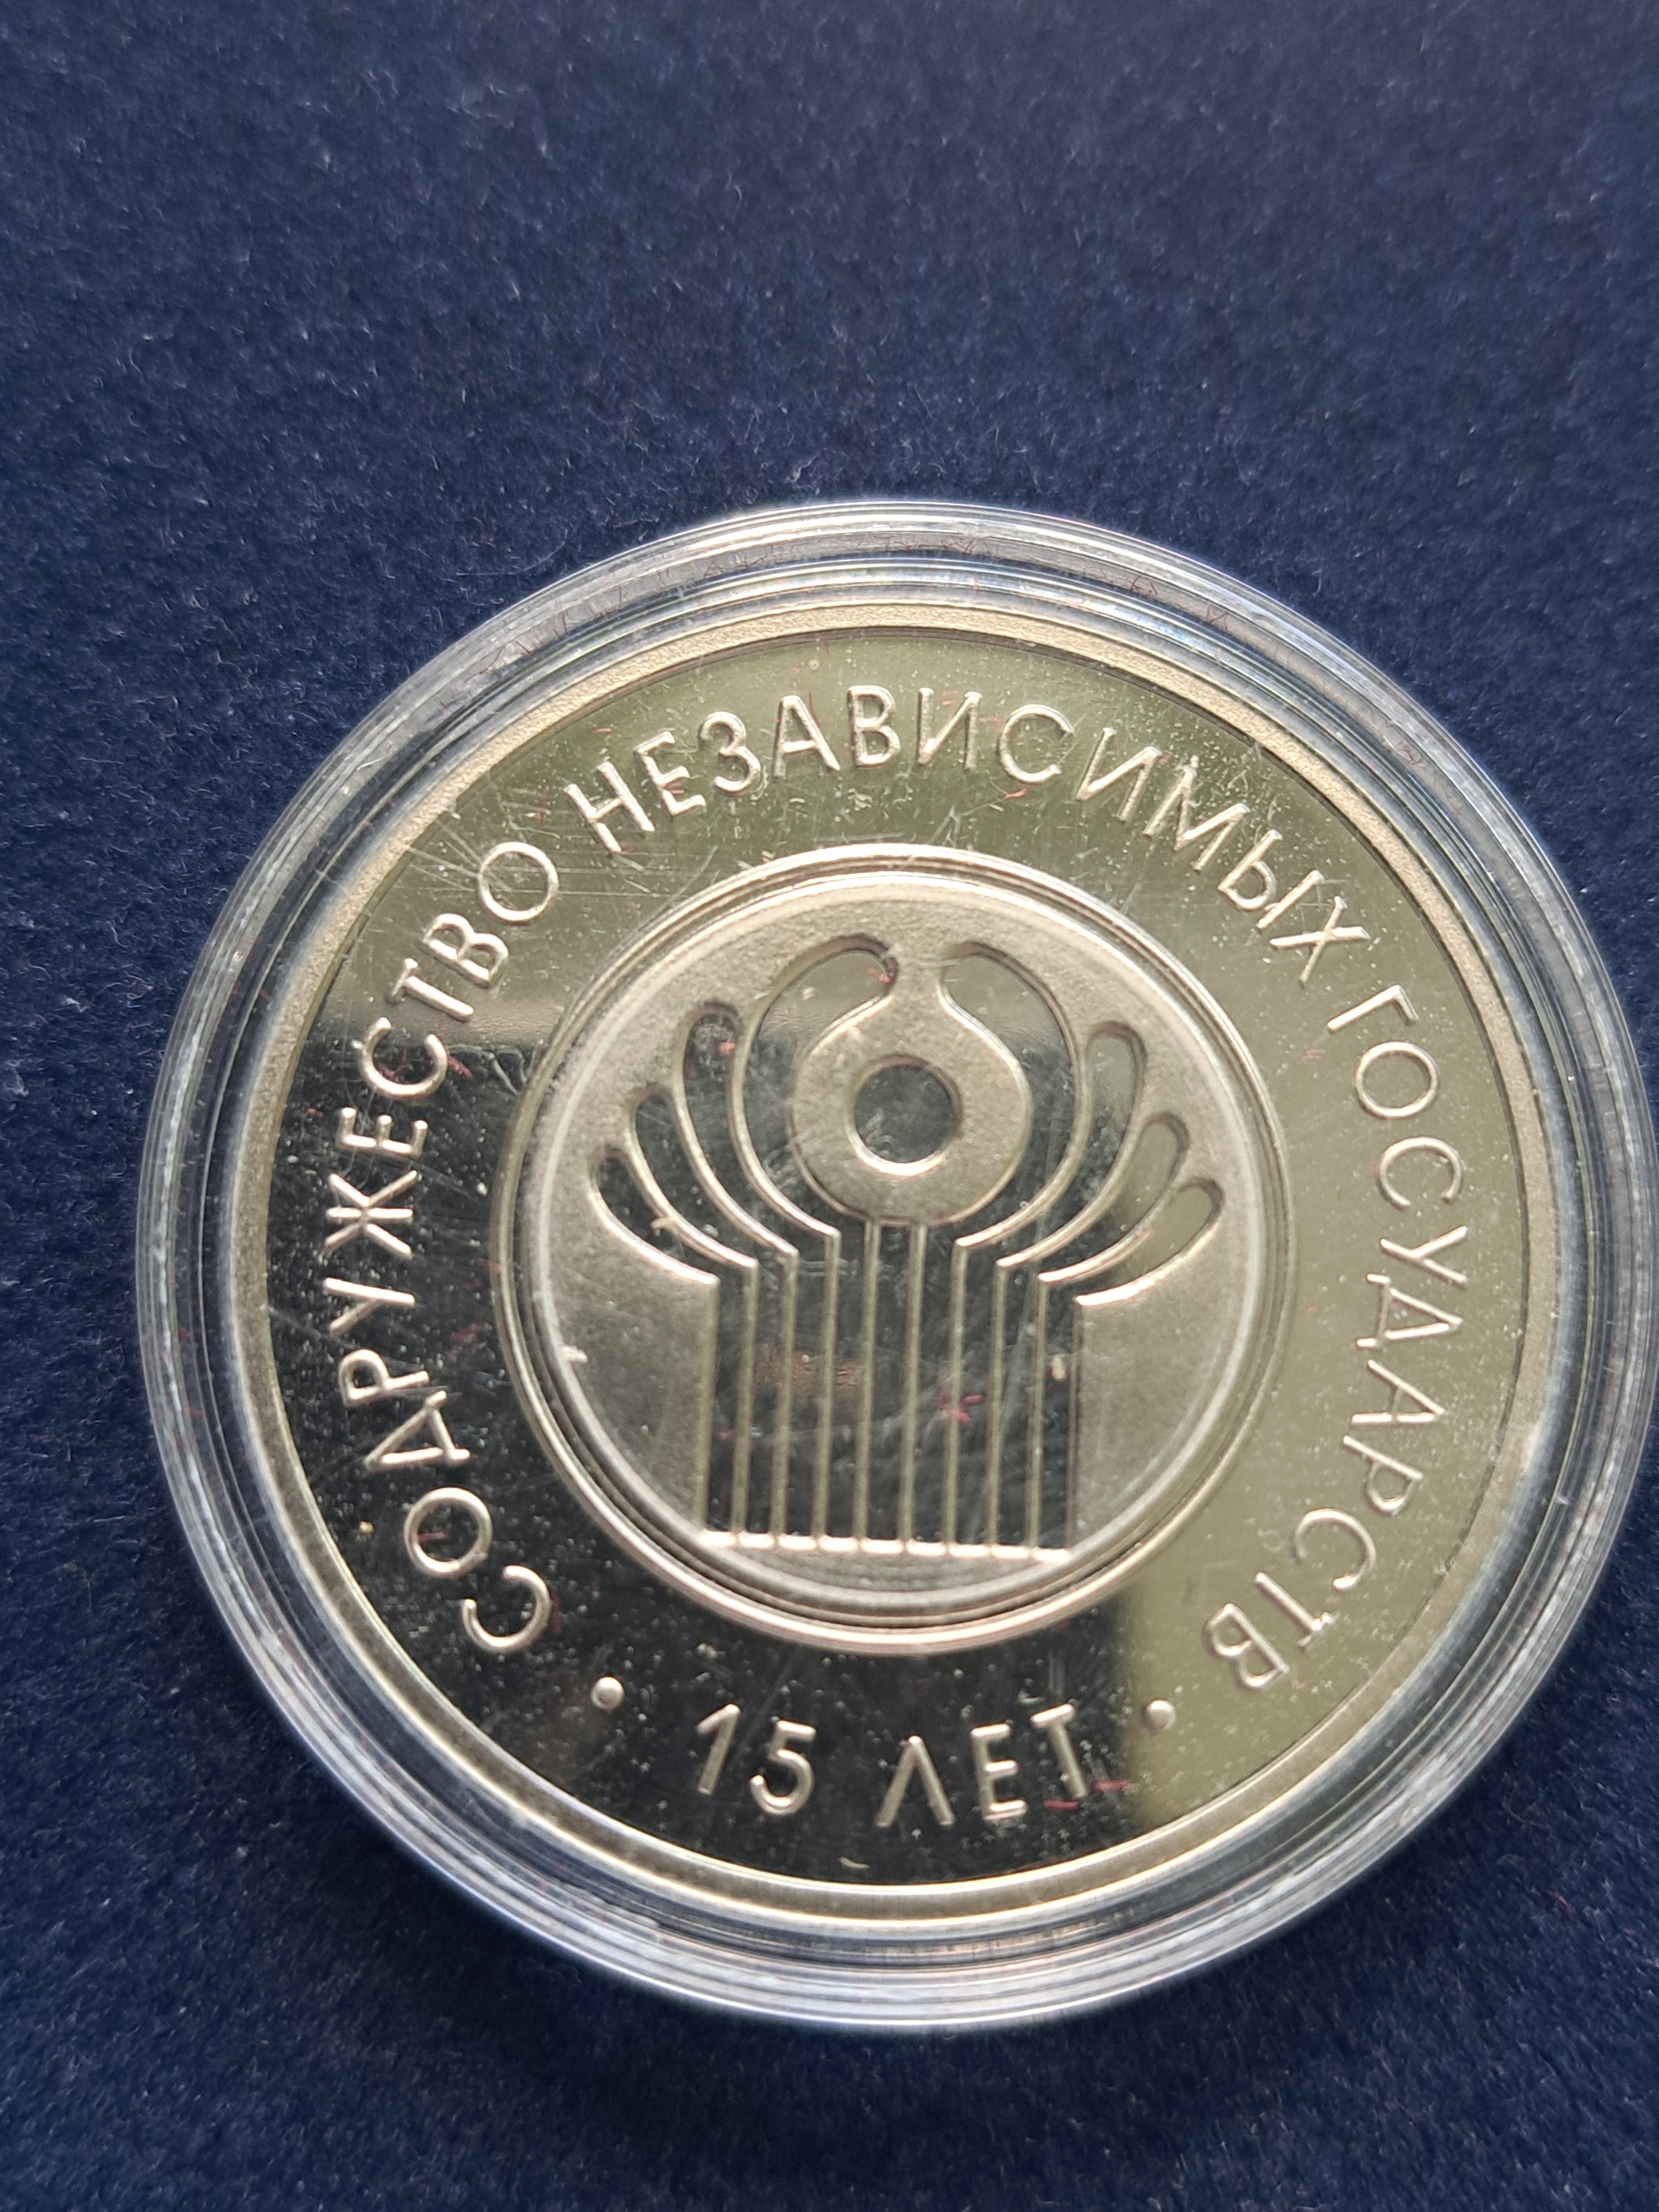 СОДРУЖЕСТВО НЕЗАВИСИМЫХ ГОСУДАРСТВ
• 15 ЛЕТ •